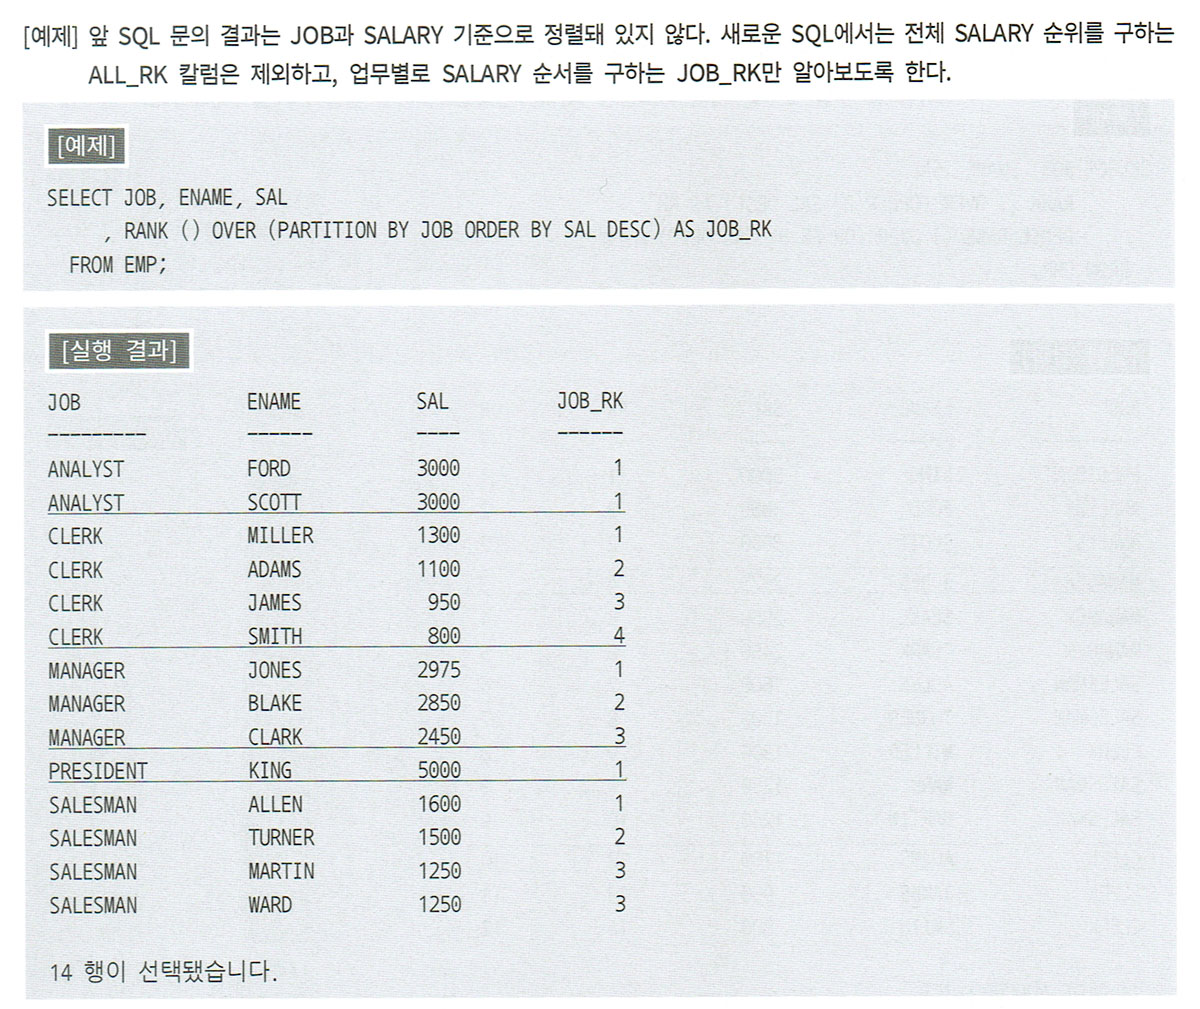 [예제] 앞 SQL 문의 결과는 JOB과 SALARY 기준으로 정렬돼 있지 않다. 새로운 SQL에서는 전체 SALARY 순위를 구하는
ALL_RK 칼럼은 제외하고, 업무별로 SALARY 순서를 구하는 JOB_RK만 알아보도록 한다.
[예제]
SELECT JOB, ENAME, SAL
, RANK () OVER (PARTITION BY JOB ORDER BY SAL DESC) AS JOB_RK
FROM EMP;
[실행 결과]
JOB ENAME SAL JOB_RK
--------- ------ ---- ------
ANALYST FORD 3000 1
ANALYST SCOTT 3000 1
CLERK MILLER 1300 1
CLERK ADAMS 1100 2
CLERK JAMES 950 3
CLERK SMITH 800 4
MANAGER JONES 2975 1
MANAGER BLAKE 2850 2
MANAGER CLARK 2450 3
PRESIDENT KING 5000 1
SALESMAN ALLEN 1600 1
SALESMAN TURNER 1500 2
SALESMAN MARTIN 1250 3
SALESMAN WARD 1250 3
14 행이 선택됐습니다.